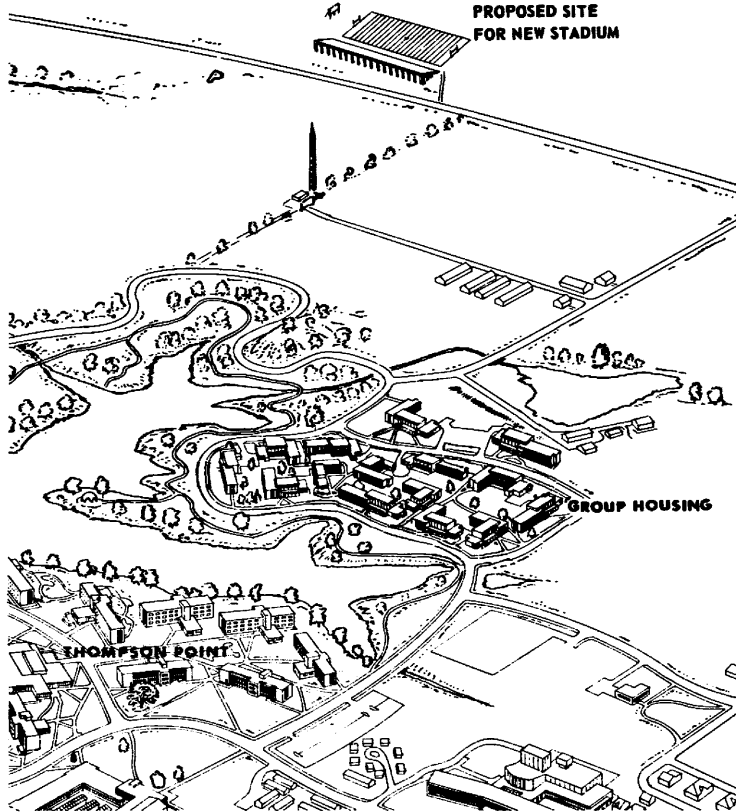 PROPOSED SITE
FOR NEW STADIUM
GROUP HOUSING
THOMPSON POINT